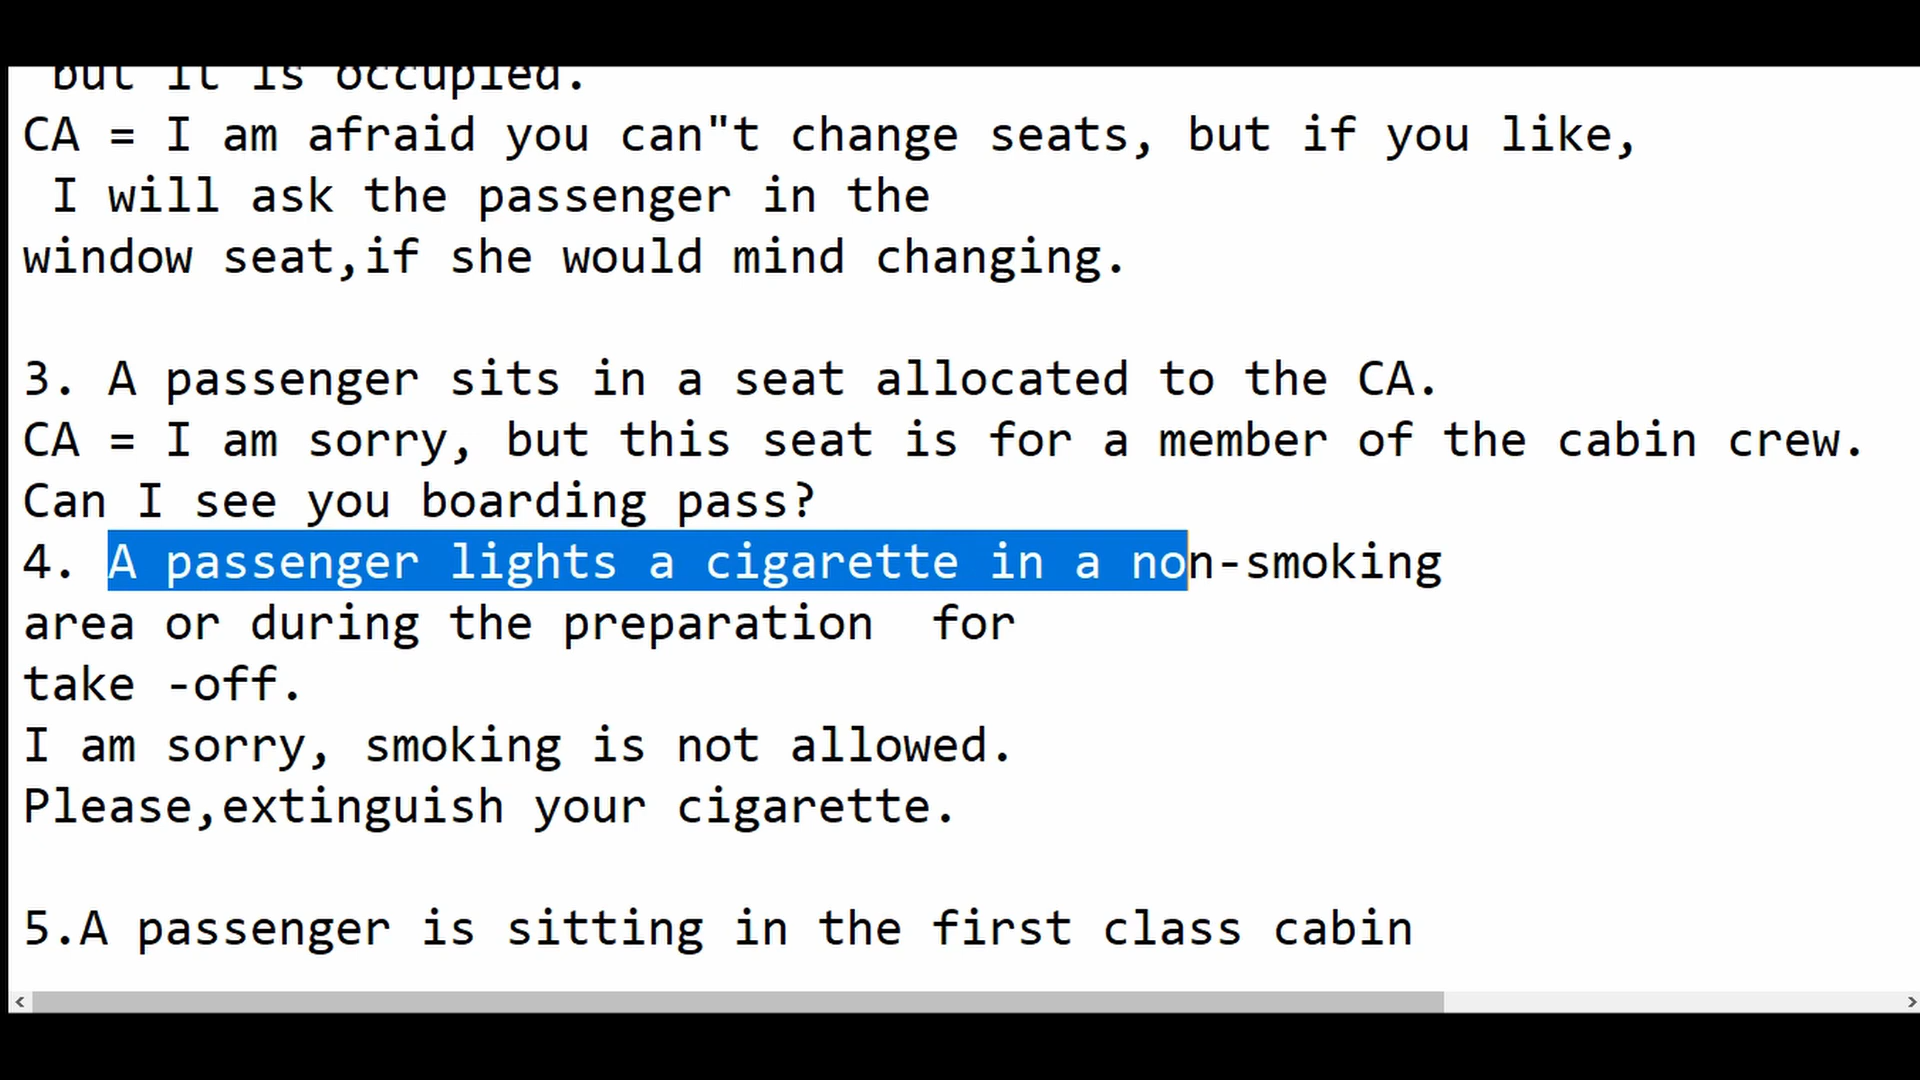 but it is occupied.
CA = I am afraid you can"t change seats, but if you like,
I will ask the passenger in the
window seat,if she would mind changing.
3. A passenger sits in a seat allocated to the CA.
CA = I am sorry, but this seat is for a member of the cabin crew.
Can I see you boarding pass?
4. A passenger lights a cigarette in a non-smoking
area or during the preparation  for
take -off.
I am sorry, smoking is not allowed.
Please,extinguish your cigarette.
5.A passenger is sitting in the first class cabin